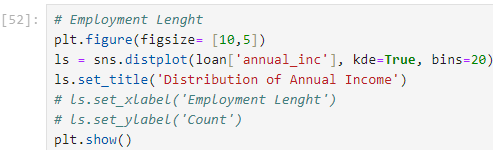 [52]: # Employment Lenght
plt.figure(figsize= [10,5])
ls = sns.distplot(loan['annual_inc'], kde=True, bins=20)
ls.set_title('Distribution of Annual Income')
# ls.set_xlabel('Employment Lenght')
# ls.set_ylabel('Count')
plt.show()